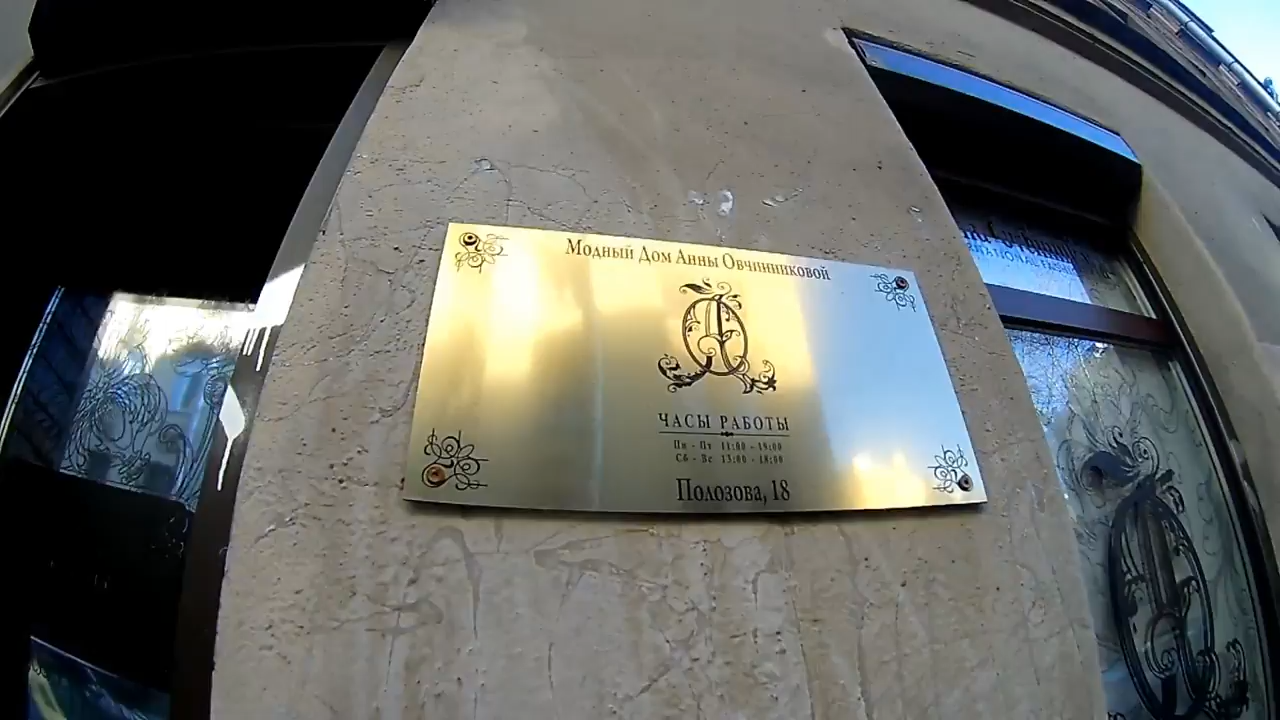 Модный Дом Анны Овчинниковой
ЧАСЫ РАБОТЫ
Пн - Пт 11:00 - 19:00
Сб - Вс 13:00 - 18:00
Полозова, 18